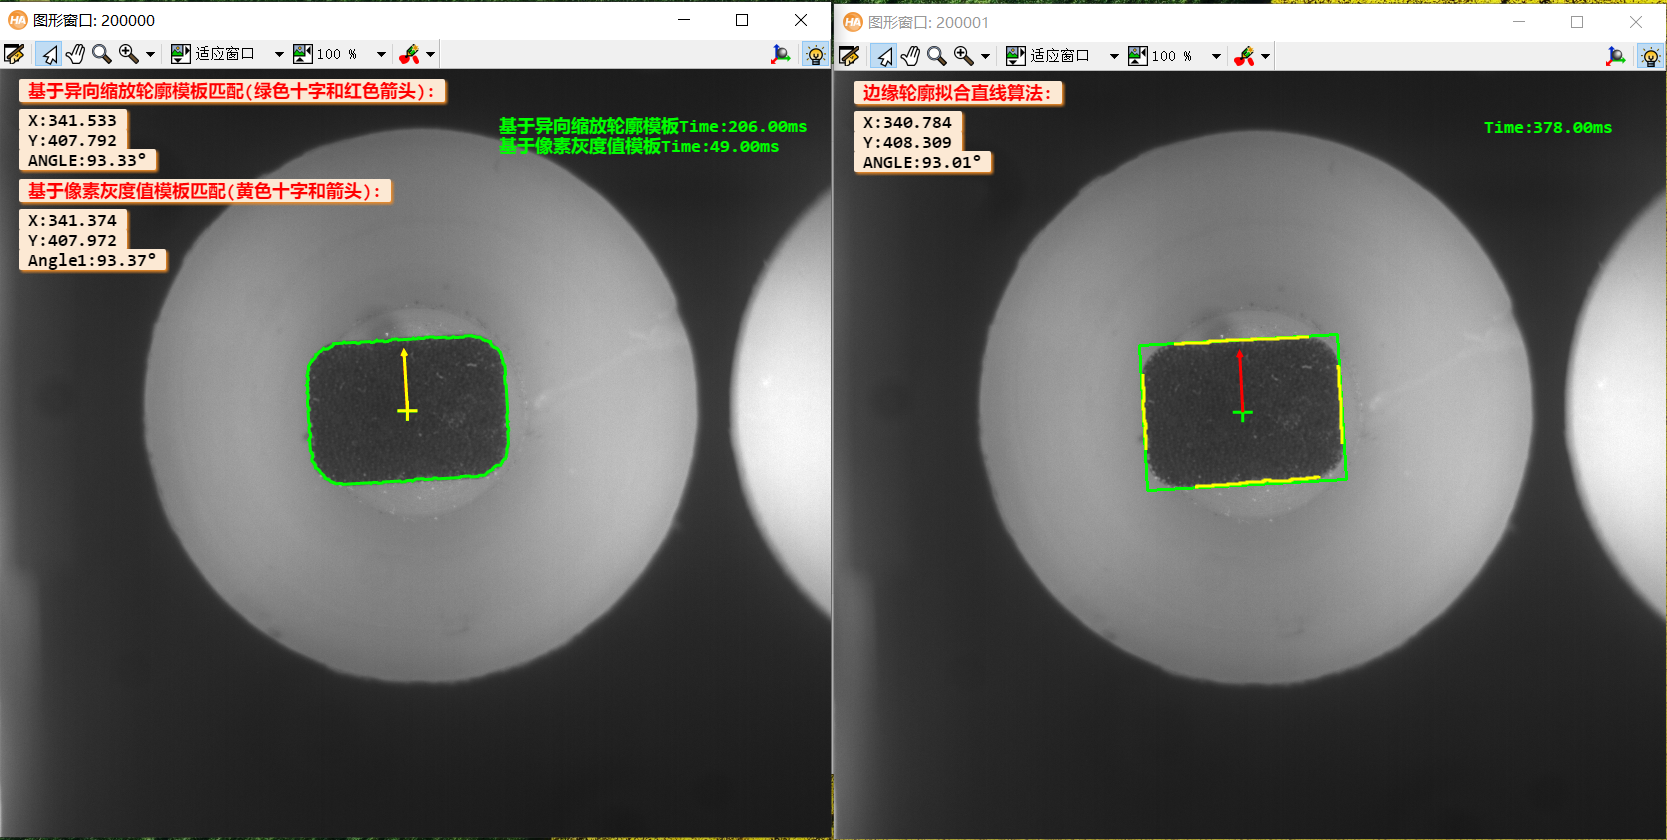 图形窗口: 200000
适应窗口
100 %
基于异向缩放轮廓模板匹配(绿色十字和红色箭头):
X:341.533
Y:407.792
ANGLE:93.33°
基于异向缩放轮廓模板Time:206.00ms
基于像素灰度值模板Time:49.00ms
基于像素灰度值模板匹配(黄色十字和箭头):
X:341.374
Y:407.972
Angle1:93.37°
图形窗口: 200001
适应窗口
100 %
边缘轮廓拟合直线算法:
X:340.784
Y:408.309
ANGLE:93.01°
Time:378.00ms